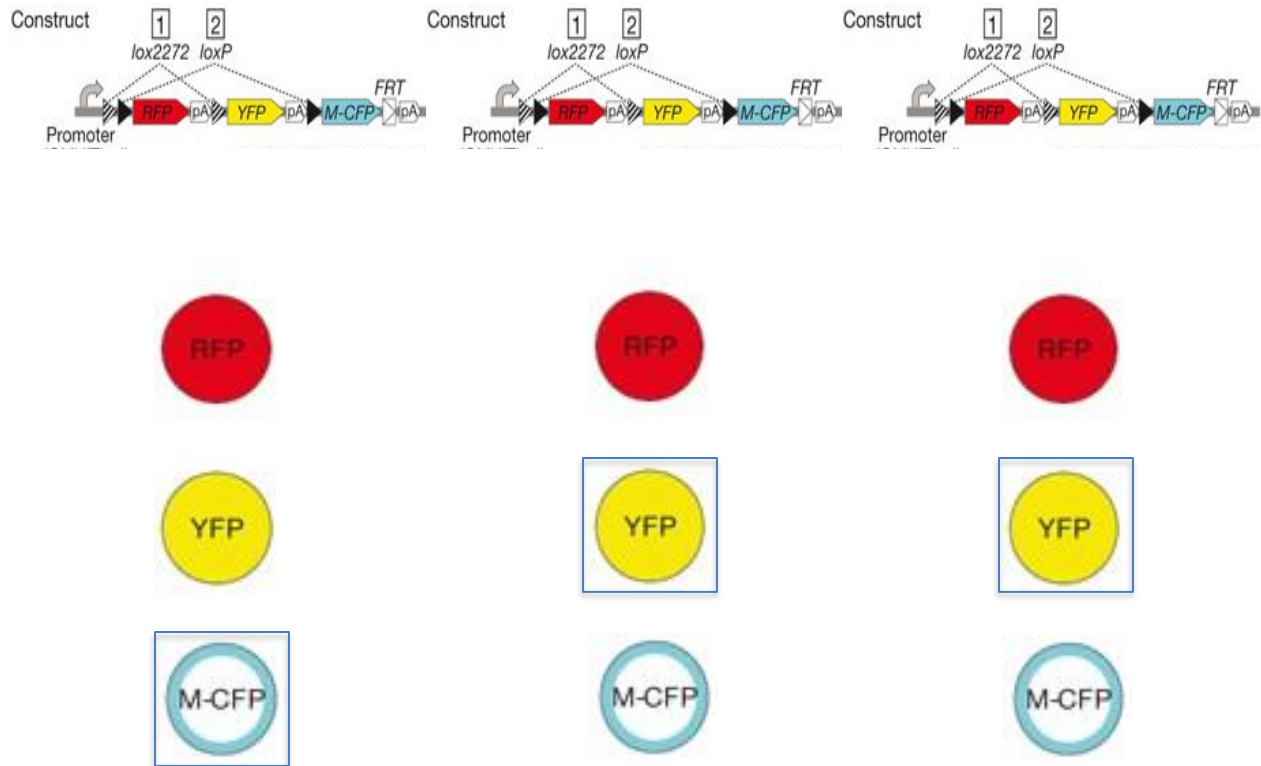 Construct 1 2 Construct 1 2 Construct 1 2
lox2272 loxP lox2272 loxP lox2272 loxP
FRT FRT FRT
RFP pA YFP pA M-CFP pA RFP pA YFP pA M-CFP pA RFP pA YFP pA M-CFP pA
Promoter Promoter Promoter
RFP RFP RFP
YFP YFP YFP
M-CFP M-CFP M-CFP